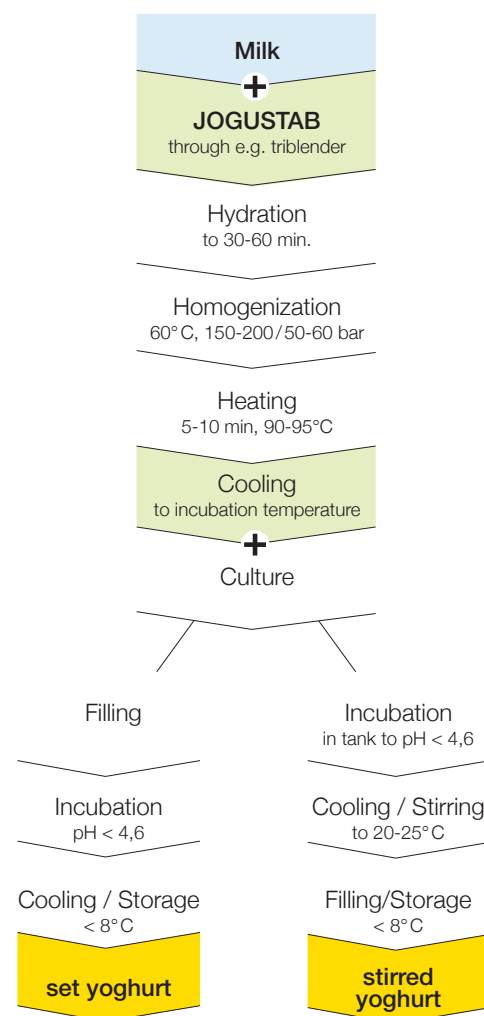 Milk
+
JOGUSTAB
through e.g. triblender
Hydration
to 30-60 min.
Homogenization
60° C, 150-200/50-60 bar
Heating
5-10 min, 90-95°C
Cooling
to incubation temperature
+
Culture
Filling
Incubation
pH < 4,6
Cooling / Storage
< 8° C
set yoghurt
Incubation
in tank to pH < 4,6
Cooling / Stirring
to 20-25° C
Filling/Storage
< 8° C
stirred
yoghurt